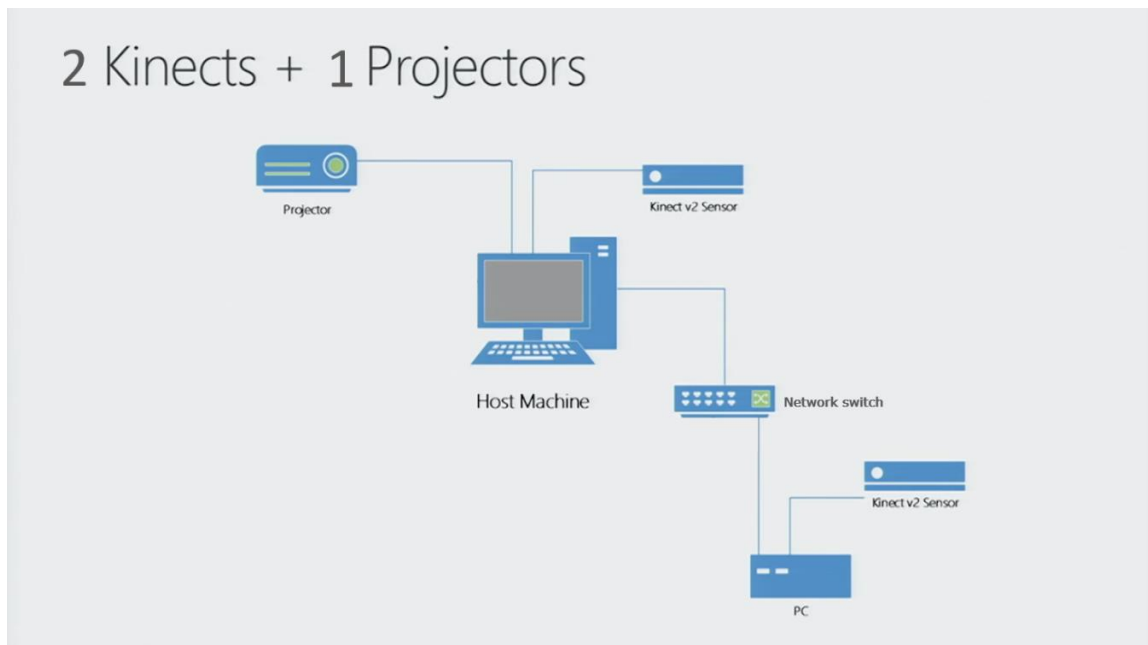 2 Kinects + 1 Projectors
Projector
Kinect v2 Sensor
Host Machine
Network switch
Kinect v2 Sensor
PC